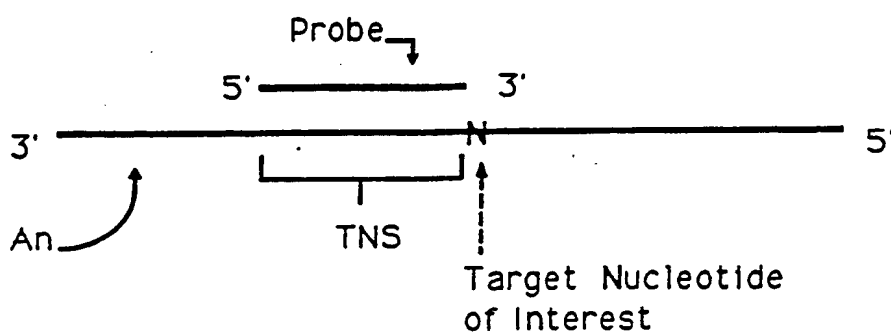 Probe
5' 3'
3' N 5'
An
TNS
Target Nucleotide
of Interest